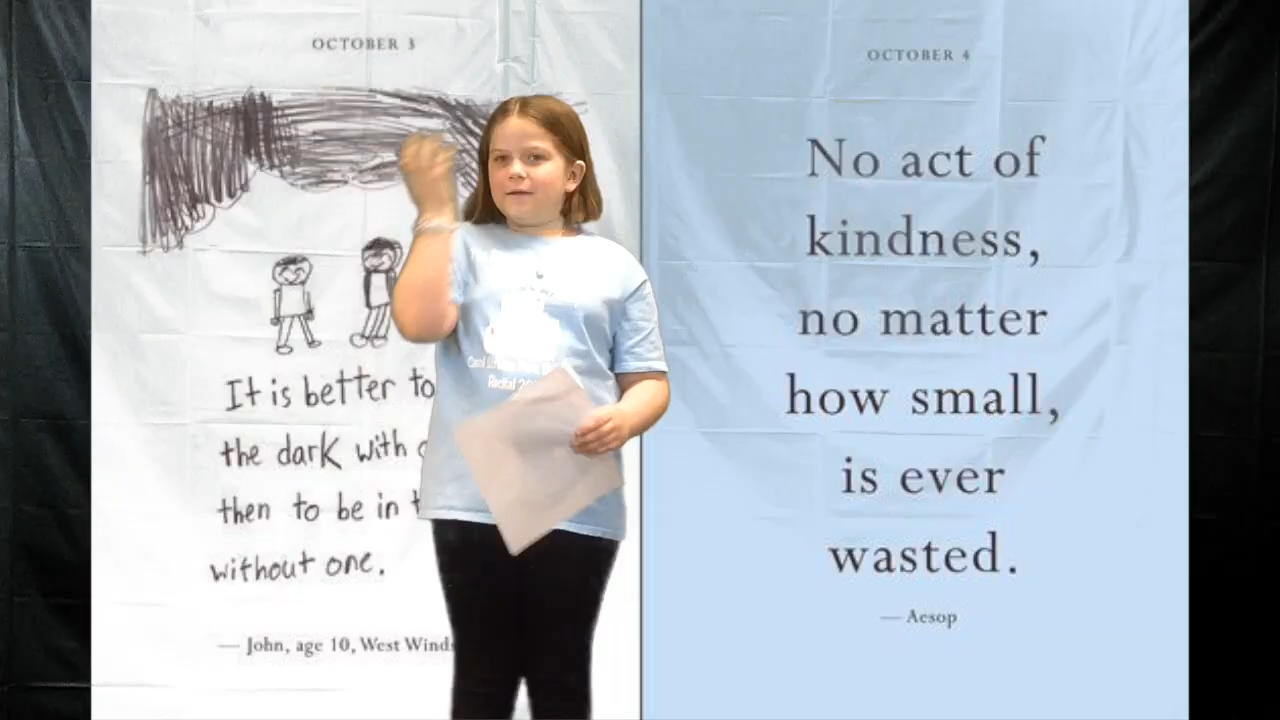 OCTOBER 3
It is better to
the dark with
then to be in
without one.
— John, age 10, West
Recital
OCTOBER 4
No act of
kindness,
no matter
how small,
is ever
wasted.
— Aesop